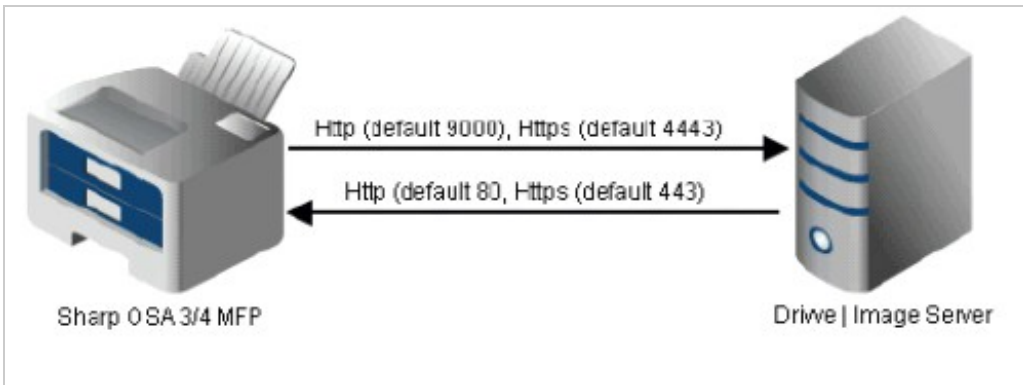 Http (default 9000), Https (default 4443)
Http (default 80, Https (default 443)
Sharp OSA 3/4 MFP
Drivve | Image Server